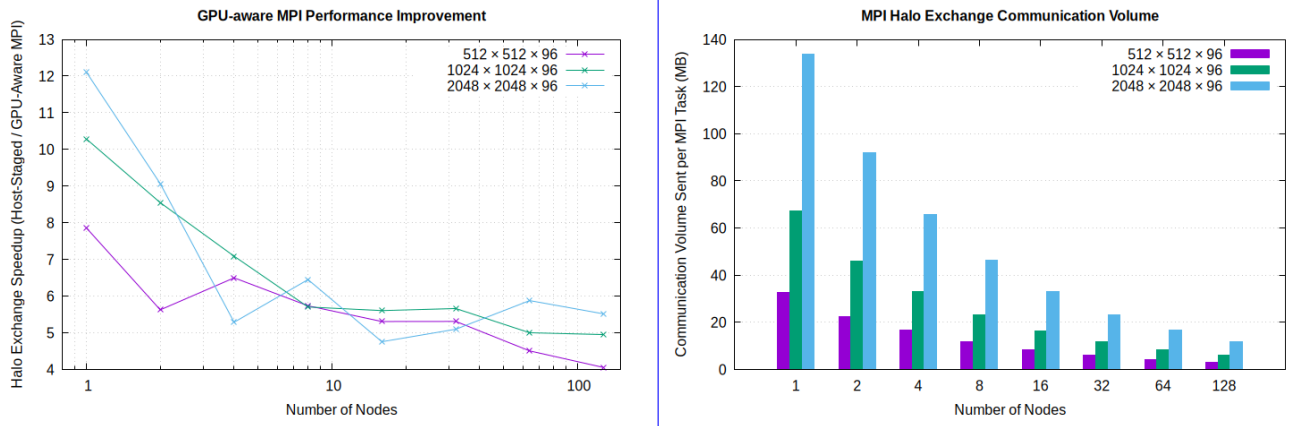 GPU-aware MPI Performance Improvement
Halo Exchange Speedup (Host-Staged / GPU-Aware MPI)
13
12
11
10
9
8
7
6
5
4
512 × 512 × 96
1024 × 1024 × 96
2048 × 2048 × 96
1 10 100
Number of Nodes
MPI Halo Exchange Communication Volume
Communication Volume Sent per MPI Task (MB)
140
120
100
80
60
40
20
0
512 × 512 × 96
1024 × 1024 × 96
2048 × 2048 × 96
1 2 4 8 16 32 64 128
Number of Nodes